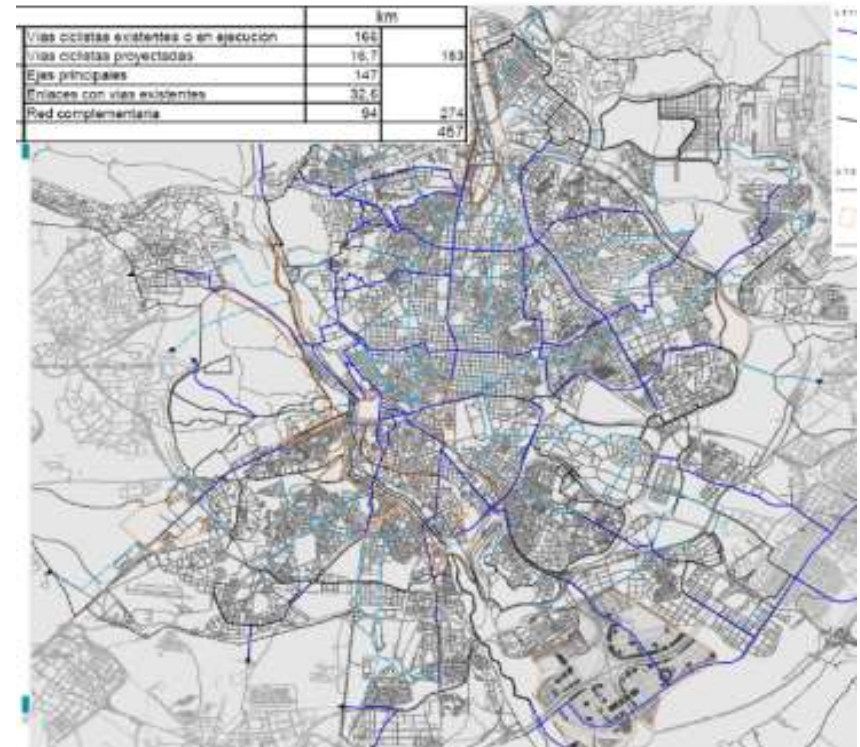 km
Vías ciclistas existentes o en ejecución 166
Vías ciclistas proyectadas 16,7 183
Ejes principales 147
Enlaces con vías existentes 32,6
Red complementaria 94 274
457